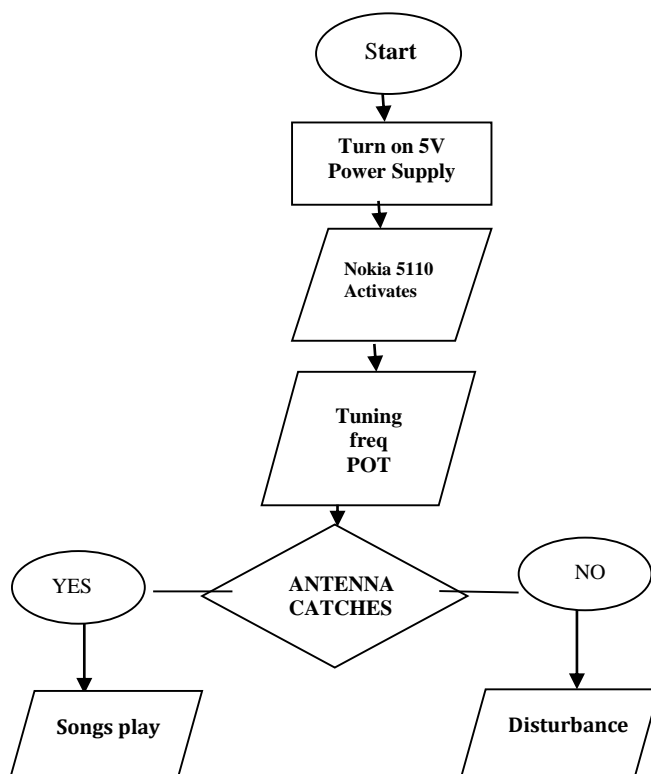 Start
Turn on 5V
Power Supply
Nokia 5110
Activates
Tuning
freq
POT
ANTENNA
CATCHES
YES
NO
Songs play
Disturbance